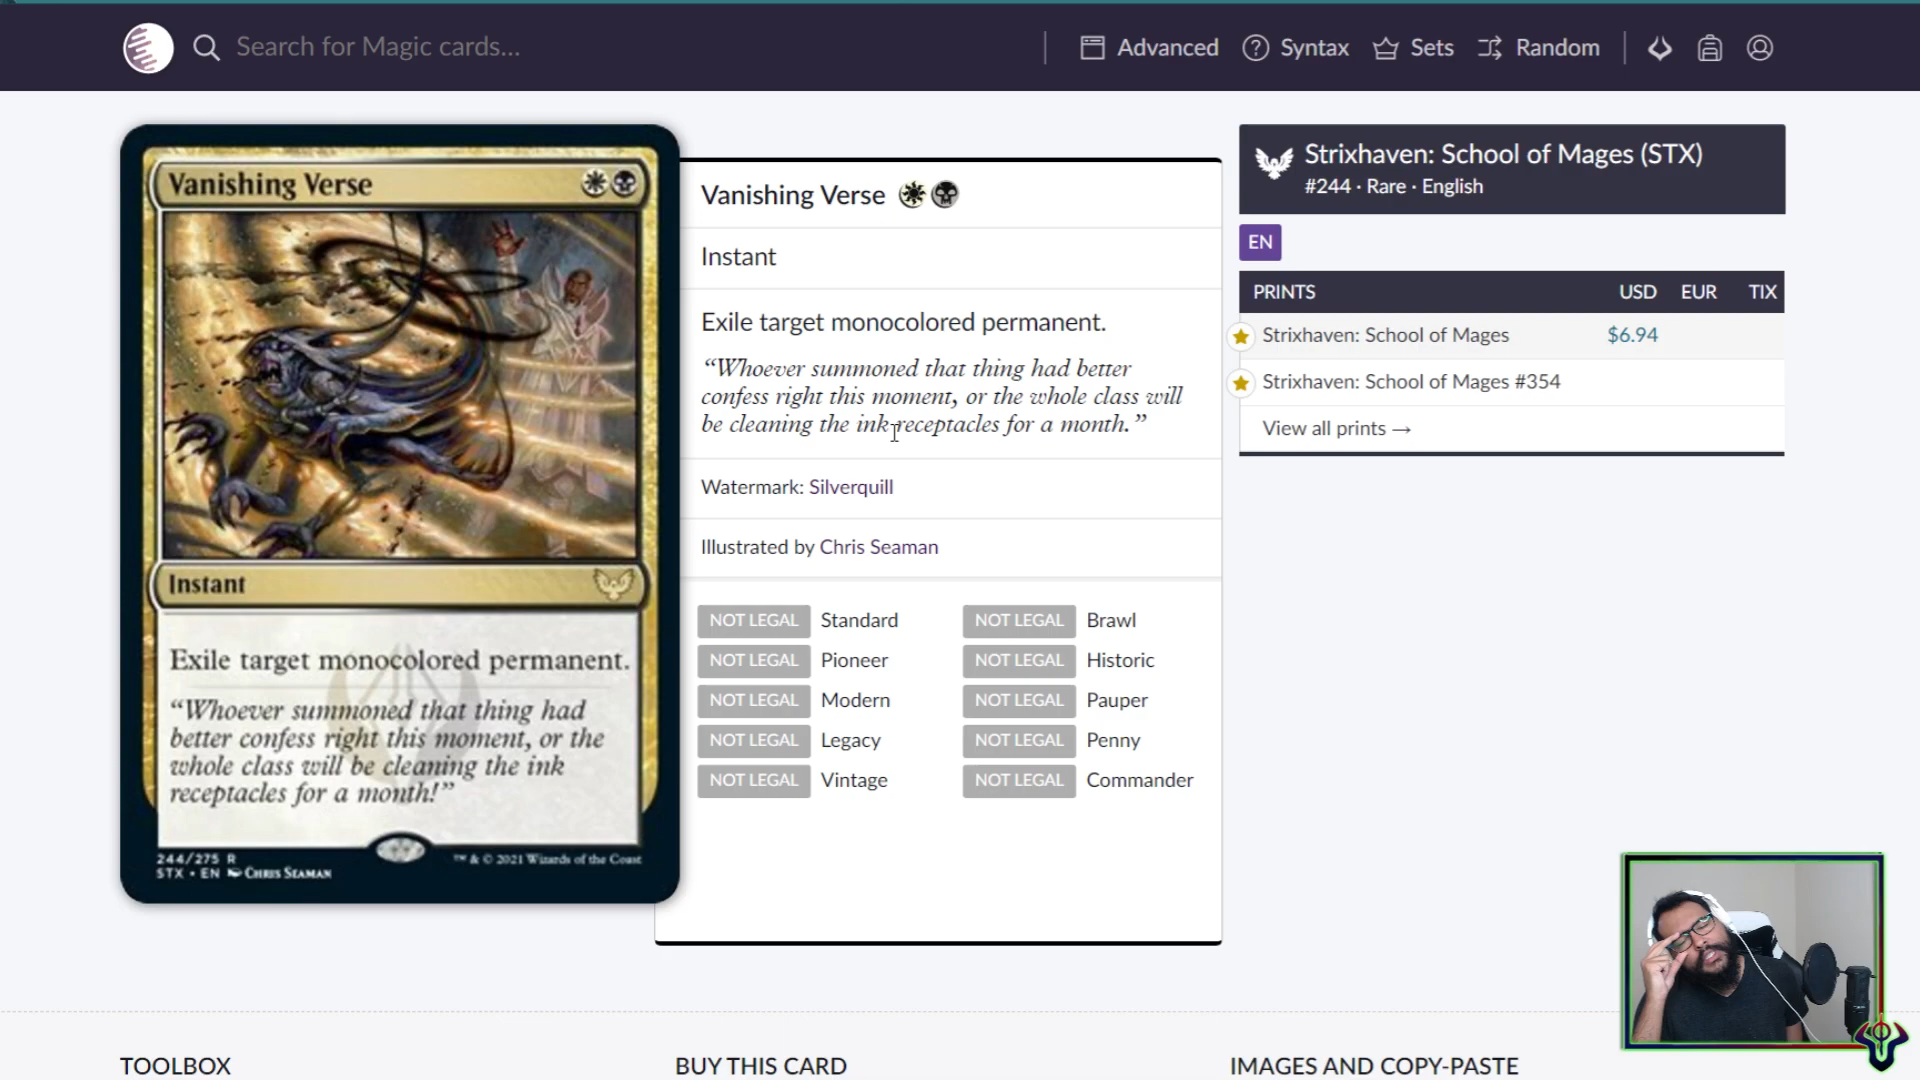 Search for Magic cards...
Advanced
Syntax
Sets
Random
Vanishing Verse
Instant
Exile target monocolored permanent.
“Whoever summoned that thing had
better confess right this moment, or the
whole class will be cleaning the ink
receptacles for a month!”
244/275 R
STX • EN CHRIS SEAMAN
™ & © 2021 Wizards of the Coast
Vanishing Verse
Instant
Exile target monocolored permanent.
“Whoever summoned that thing had better
confess right this moment, or the whole class will
be cleaning the ink receptacles for a month.”
Watermark: Silverquill
Illustrated by Chris Seaman
NOT LEGAL Standard NOT LEGAL Brawl
NOT LEGAL Pioneer NOT LEGAL Historic
NOT LEGAL Modern NOT LEGAL Pauper
NOT LEGAL Legacy NOT LEGAL Penny
NOT LEGAL Vintage NOT LEGAL Commander
Strixhaven: School of Mages (STX)
#244 · Rare · English
EN
PRINTS USD EUR TIX
Strixhaven: School of Mages $6.94
Strixhaven: School of Mages #354
View all prints →
TOOLBOX
BUY THIS CARD
IMAGES AND COPY-PASTE